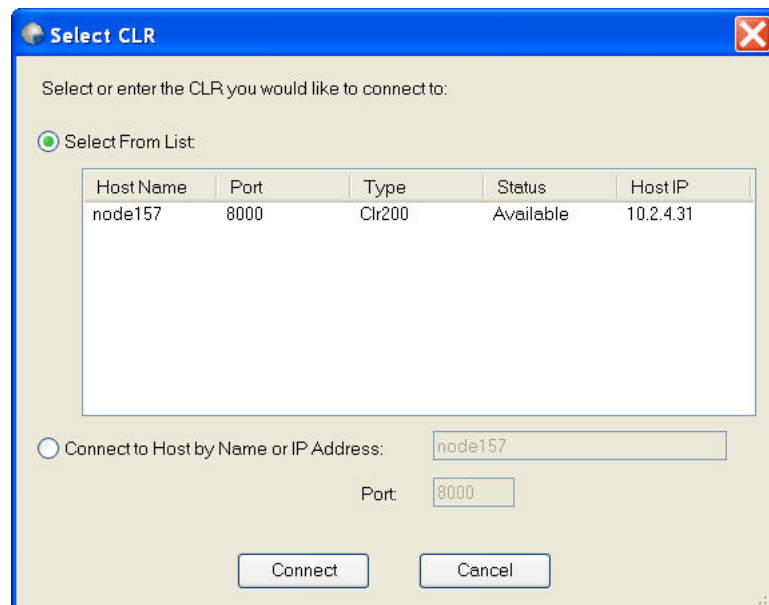 Select CLR
Select or enter the CLR you would like to connect to:
Select From List:
Host Name Port Type Status Host IP
node157 8000 Clr200 Available 10.2.4.31
Connect to Host by Name or IP Address: node157
Port: 8000
Connect Cancel